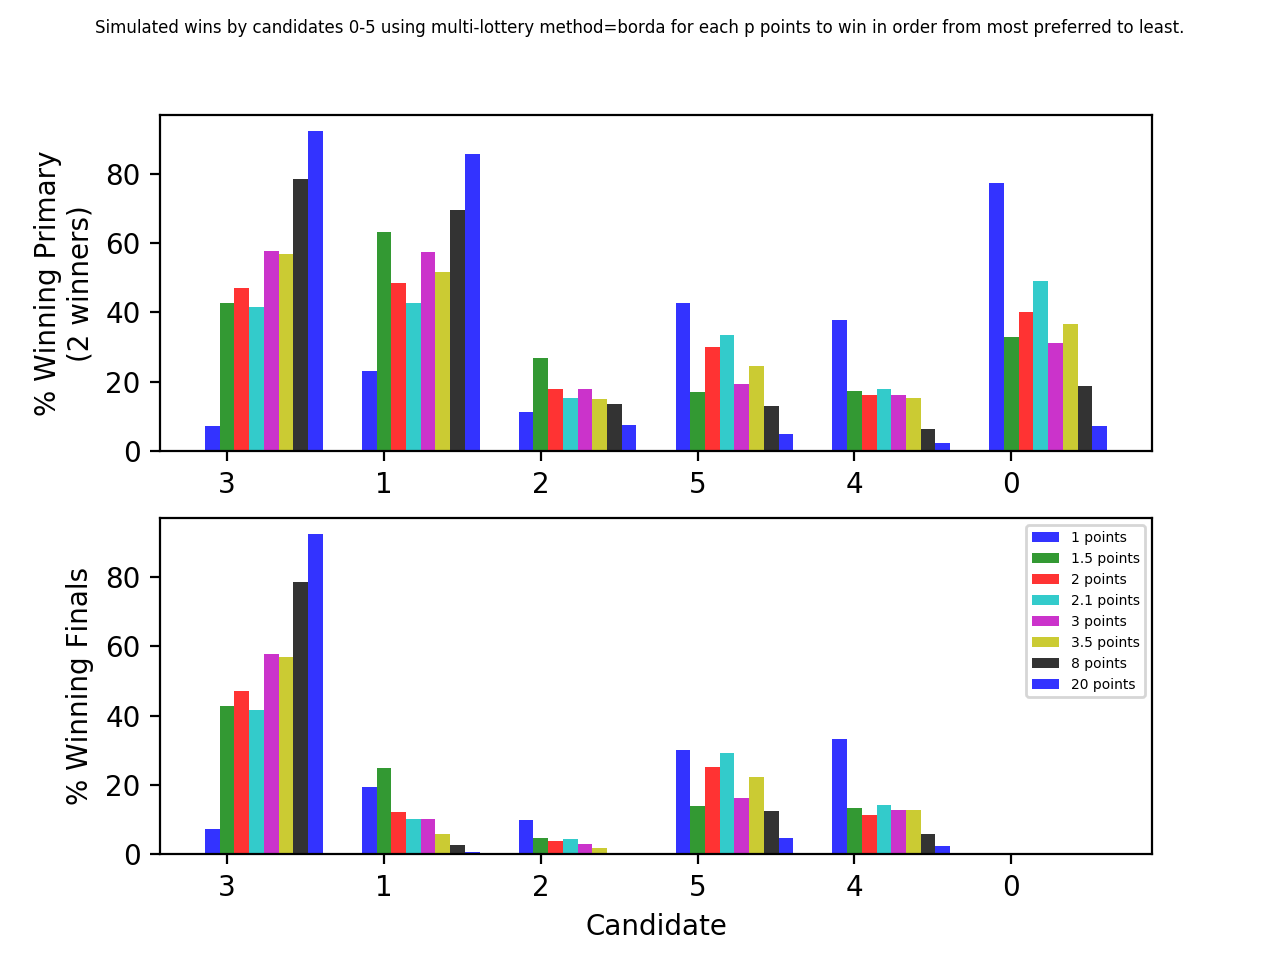 Simulated wins by candidates 0-5 using multi-lottery method=borda for each p points to win in order from most preferred to least.
% Winning Primary
(2 winners)
80
60
40
20
0
3 1 2 5 4 0
% Winning Finals
80
60
40
20
0
1 points
1.5 points
2 points
2.1 points
3 points
3.5 points
8 points
20 points
3 1 2 5 4 0
Candidate